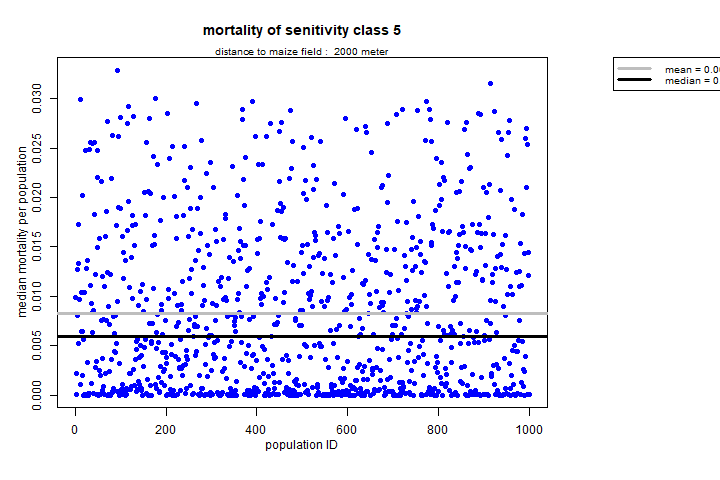 mortality of senitivity class 5
distance to maize field : 2000 meter
mean = 0.00
median = 0
median mortality per population
0.030
0.025
0.020
0.015
0.010
0.005
0.000
0 200 400 600 800 1000
population ID